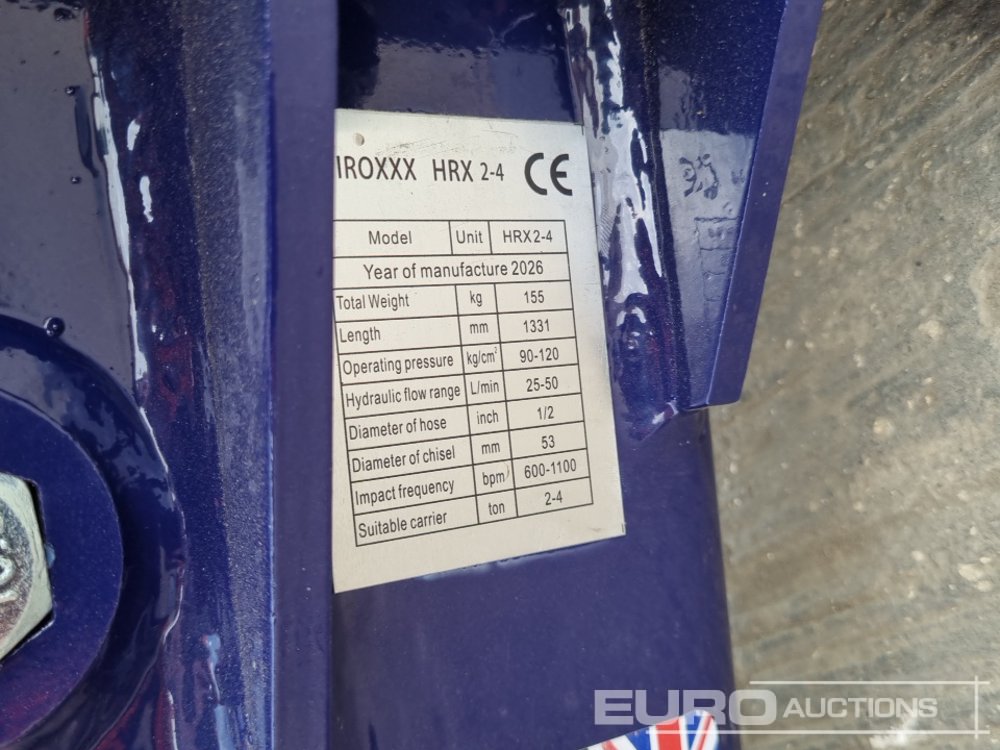 IROXXX HRX 2-4 CE
Model Unit HRX2-4
Year of manufacture 2026
Total Weight kg 155
Length mm 1331
Operating pressure kg/cm² 90-120
Hydraulic flow range L/min 25-50
Diameter of hose inch 1/2
Diameter of chisel mm 53
Impact frequency bpm 600-1100
Suitable carrier ton 2-4
EURO AUCTIONS